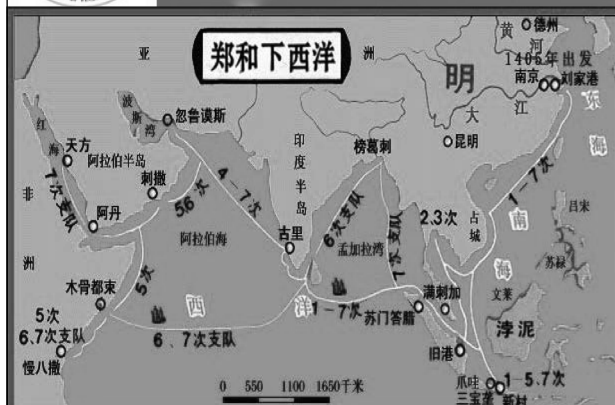 郑和下西洋
亚
洲
非
洲
黄
河
德州
1405年出发
南京
刘家港
明
大
江
东
海
昆明
波
斯
湾
忽鲁谟斯
红
海
天方
阿拉伯半岛
刺撒
阿丹
7次支队
5.6次
4－7次
印
度
半
岛
榜葛刺
古里
6次支队
孟加拉湾
7次支队
2.3次
占
城
南
海
1－7次
吕宋
苏禄
文莱
浡泥
阿拉伯海
木骨都束
5次
5次
6、7次支队
慢八撒
西
洋
6、7次支队
1－7次
苏门答腊
满刺加
旧港
爪哇
三宝垄
新村
1－5.7次
0 550 1100 1650千米